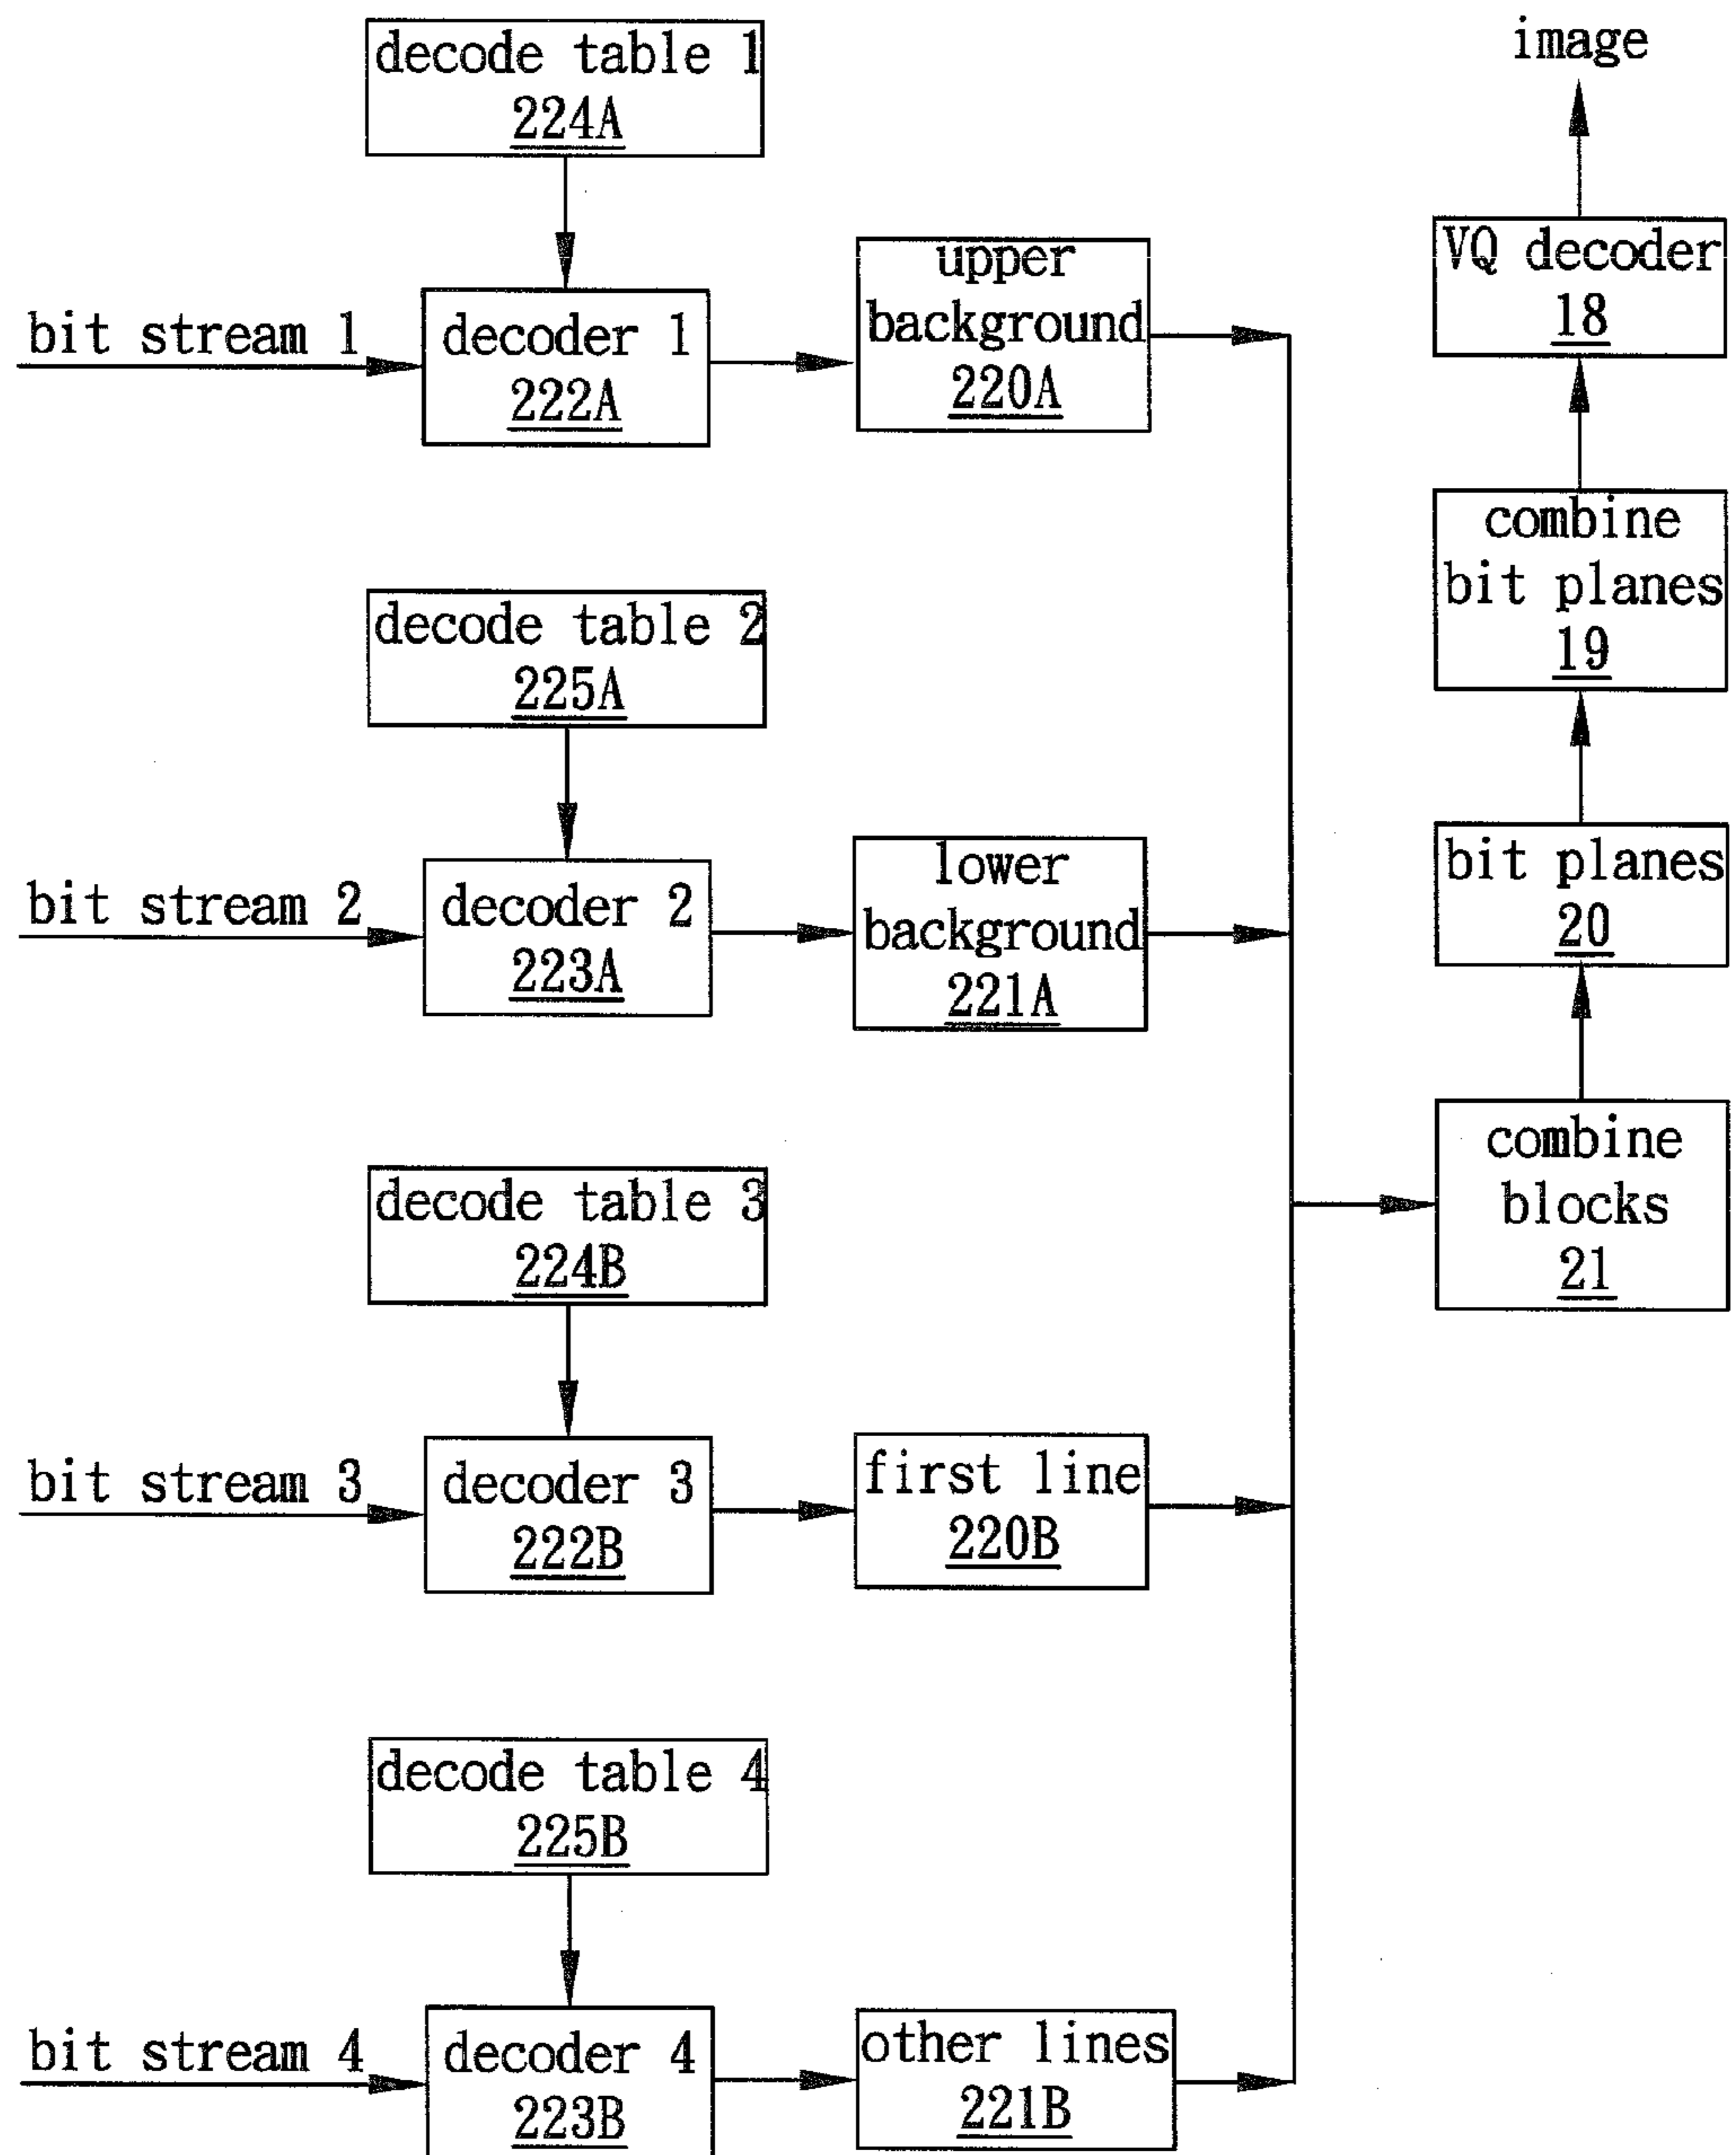 decode table 1
224A
bit stream 1
decoder 1
222A
upper
background
220A
decode table 2
225A
bit stream 2
decoder 2
223A
lower
background
221A
decode table 3
224B
bit stream 3
decoder 3
222B
first line
220B
decode table 4
225B
bit stream 4
decoder 4
223B
other lines
221B
image
VQ decoder
18
combine
bit planes
19
bit planes
20
combine
blocks
21